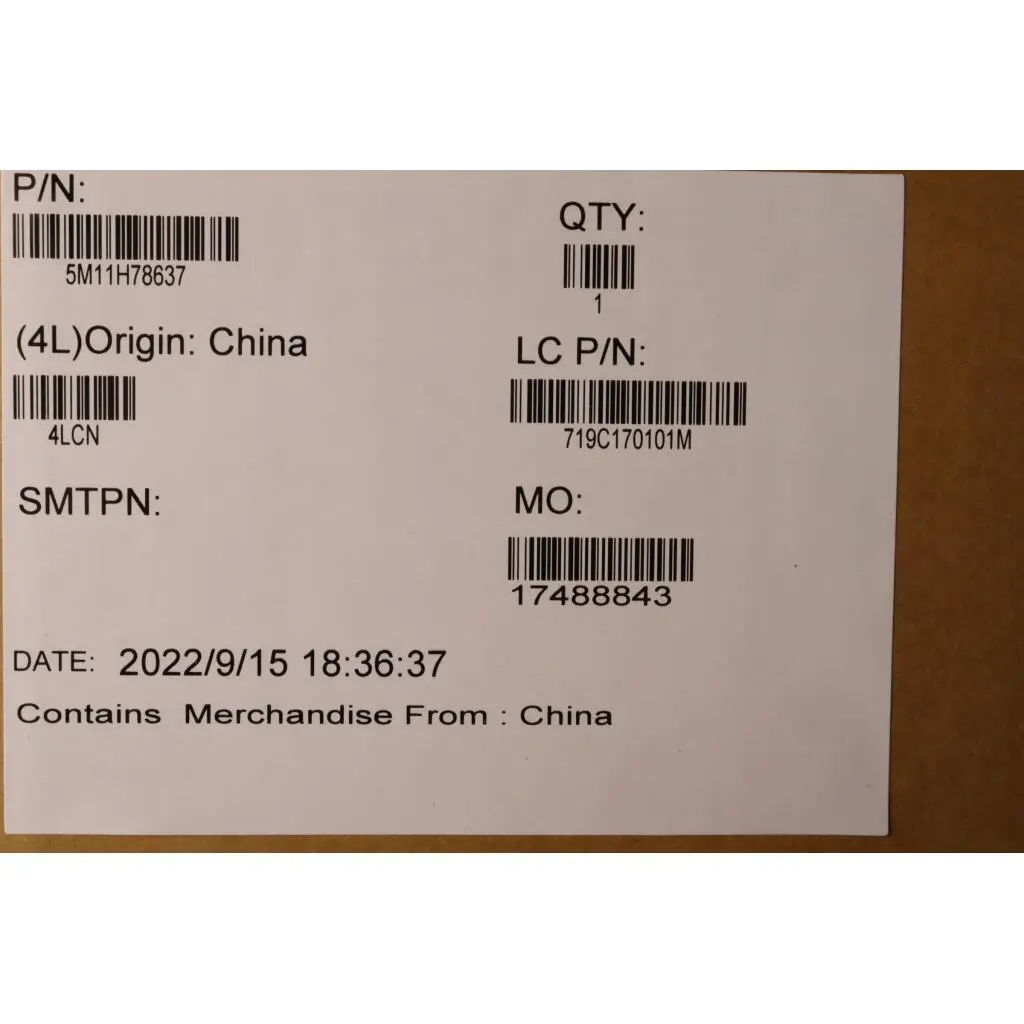 P/N:
5M11H78637
QTY:
1
(4L)Origin: China
4LCN
LC P/N:
719C170101M
SMTPN:
MO:
17488843
DATE: 2022/9/15 18:36:37
Contains Merchandise From : China